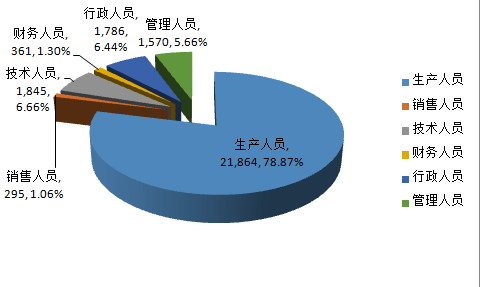 行政人员,
1,786,
6.44%
管理人员,
1,570, 5.66%
财务人员,
361, 1.30%
技术人员,
1,845,
6.66%
销售人员,
295, 1.06%
生产人员,
21,864, 78.87%
生产人员
销售人员
技术人员
财务人员
行政人员
管理人员